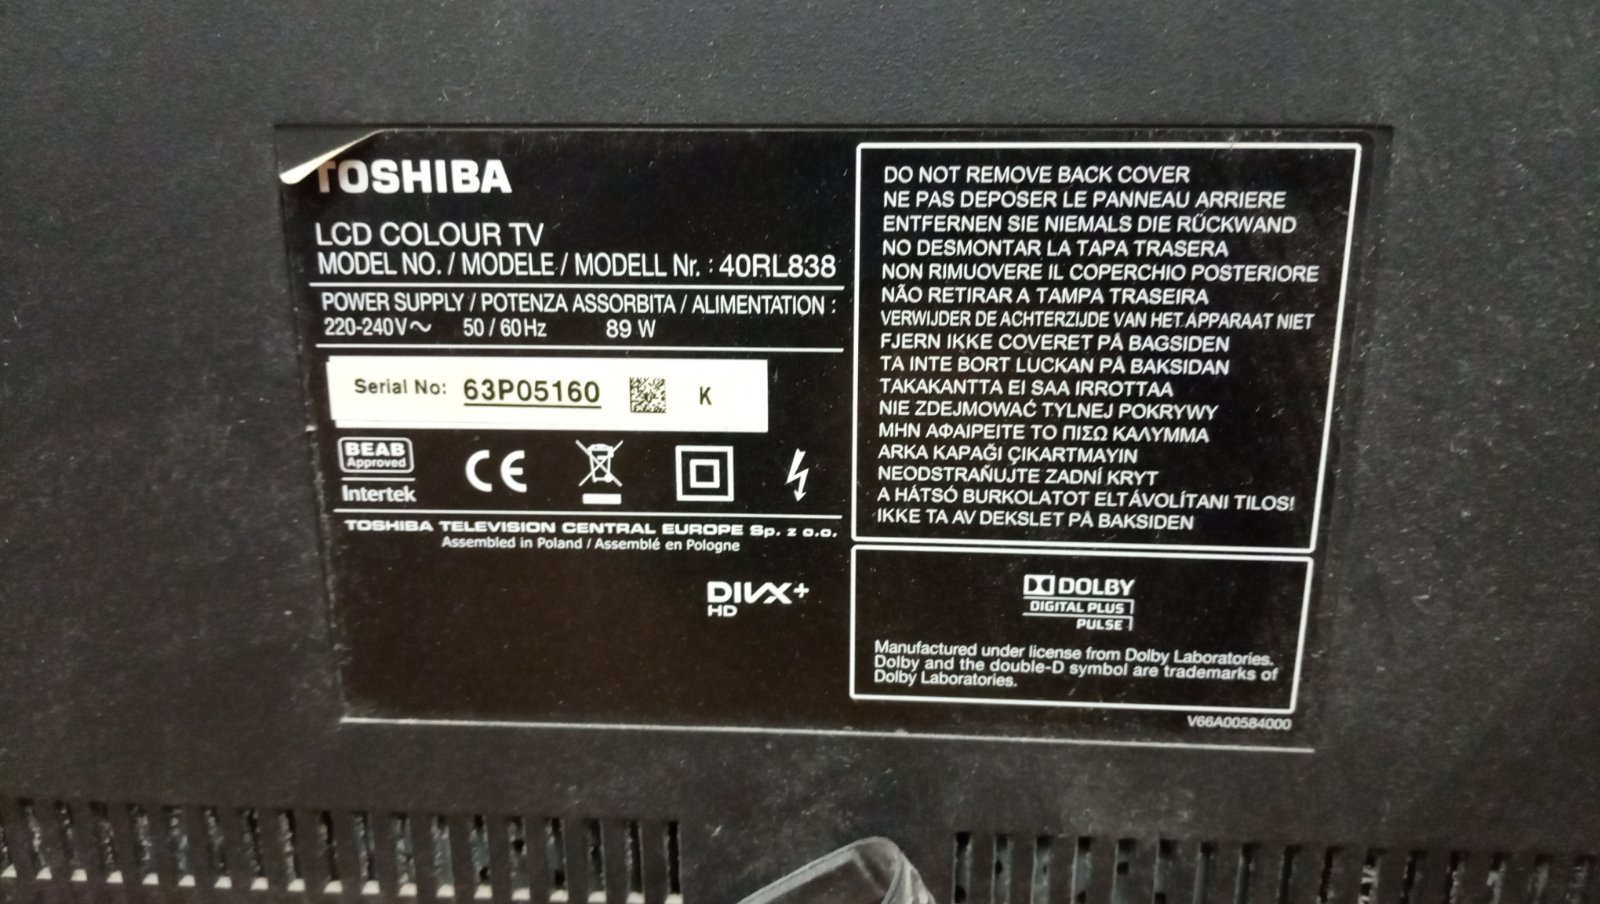 TOSHIBA
LCD COLOUR TV
MODEL NO. / MODELE / MODELL Nr. : 40RL838
POWER SUPPLY / POTENZA ASSORBITA / ALIMENTATION :
220-240V~ 50 / 60Hz 89 W
Serial No: 63P05160 K
BEAB
Approved
Intertek
CE
TOSHIBA TELEVISION CENTRAL EUROPE Sp. z o.o.
Assembled in Poland / Assemblé en Pologne
DIVX+
HD
DO NOT REMOVE BACK COVER
NE PAS DEPOSER LE PANNEAU ARRIERE
ENTFERNEN SIE NIEMALS DIE RÜCKWAND
NO DESMONTAR LA TAPA TRASERA
NON RIMUOVERE IL COPERCHIO POSTERIORE
NÃO RETIRAR A TAMPA TRASEIRA
VERWIJDER DE ACHTERZIJDE VAN HET APPARAAT NIET
FJERN IKKE COVERET PÅ BAGSIDEN
TA INTE BORT LUCKAN PÅ BAKSIDAN
TAKAKANTTA EI SAA IRROTTAA
NIE ZDEJMOWAĆ TYLNEJ POKRYWY
ΜΗΝ ΑΦΑΙΡΕΙΤΕ ΤΟ ΠΙΣΩ ΚΑΛΥΜΜΑ
ARKA KAPAĞI ÇIKARTMAYIN
NEODSTRAŇUJTE ZADNÍ KRYT
A HÁTSÓ BURKOLATOT ELTÁVOLÍTANI TILOS!
IKKE TA AV DEKSLET PÅ BAKSIDEN
DOLBY
DIGITAL PLUS
PULSE
Manufactured under license from Dolby Laboratories.
Dolby and the double-D symbol are trademarks of
Dolby Laboratories.
V66A00584000